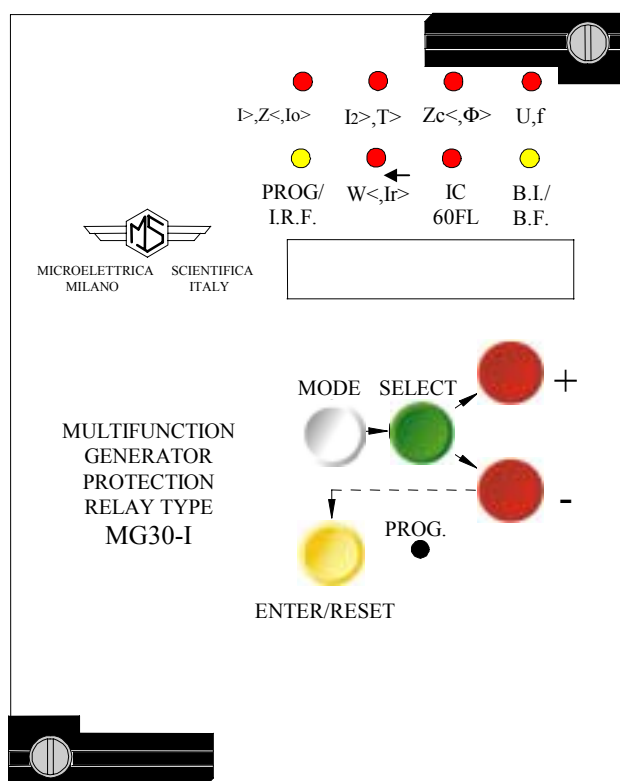 I>,Z<,Io> I2>,T> Zc<,Φ> U,f
PROG/ W<,Ir> IC B.I./
I.R.F. 60FL B.F.
MS
MICROELETTRICA SCIENTIFICA
MILANO ITALY
MODE SELECT
+
MULTIFUNCTION
GENERATOR
PROTECTION
RELAY TYPE
MG30-I
-
PROG.
ENTER/RESET